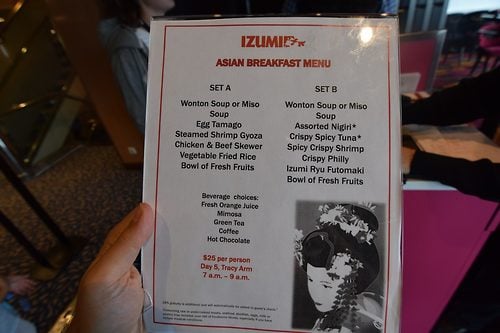 IZUMI
ASIAN BREAKFAST MENU
SET A
Wonton Soup or Miso
Soup
Egg Tamago
Steamed Shrimp Gyoza
Chicken & Beef Skewer
Vegetable Fried Rice
Bowl of Fresh Fruits
SET B
Wonton Soup or Miso
Soup
Assorted Nigiri*
Crispy Spicy Tuna*
Spicy Crispy Shrimp
Crispy Philly
Izumi Ryu Futomaki
Bowl of Fresh Fruits
Beverage choices:
Fresh Orange Juice
Mimosa
Green Tea
Coffee
Hot Chocolate
$25 per person
Day 5, Tracy Arm
7 a.m. – 9 a.m.